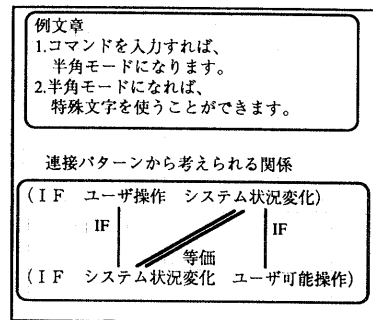 例文章
1.コマンドを入力すれば、
半角モードになります。
2.半角モードになれば、
特殊文字を使うことができます。
連接パターンから考えられる関係
(IF ユーザ操作 システム状況変化)
IF
IF
等価
(IF システム状況変化 ユーザ可能操作)